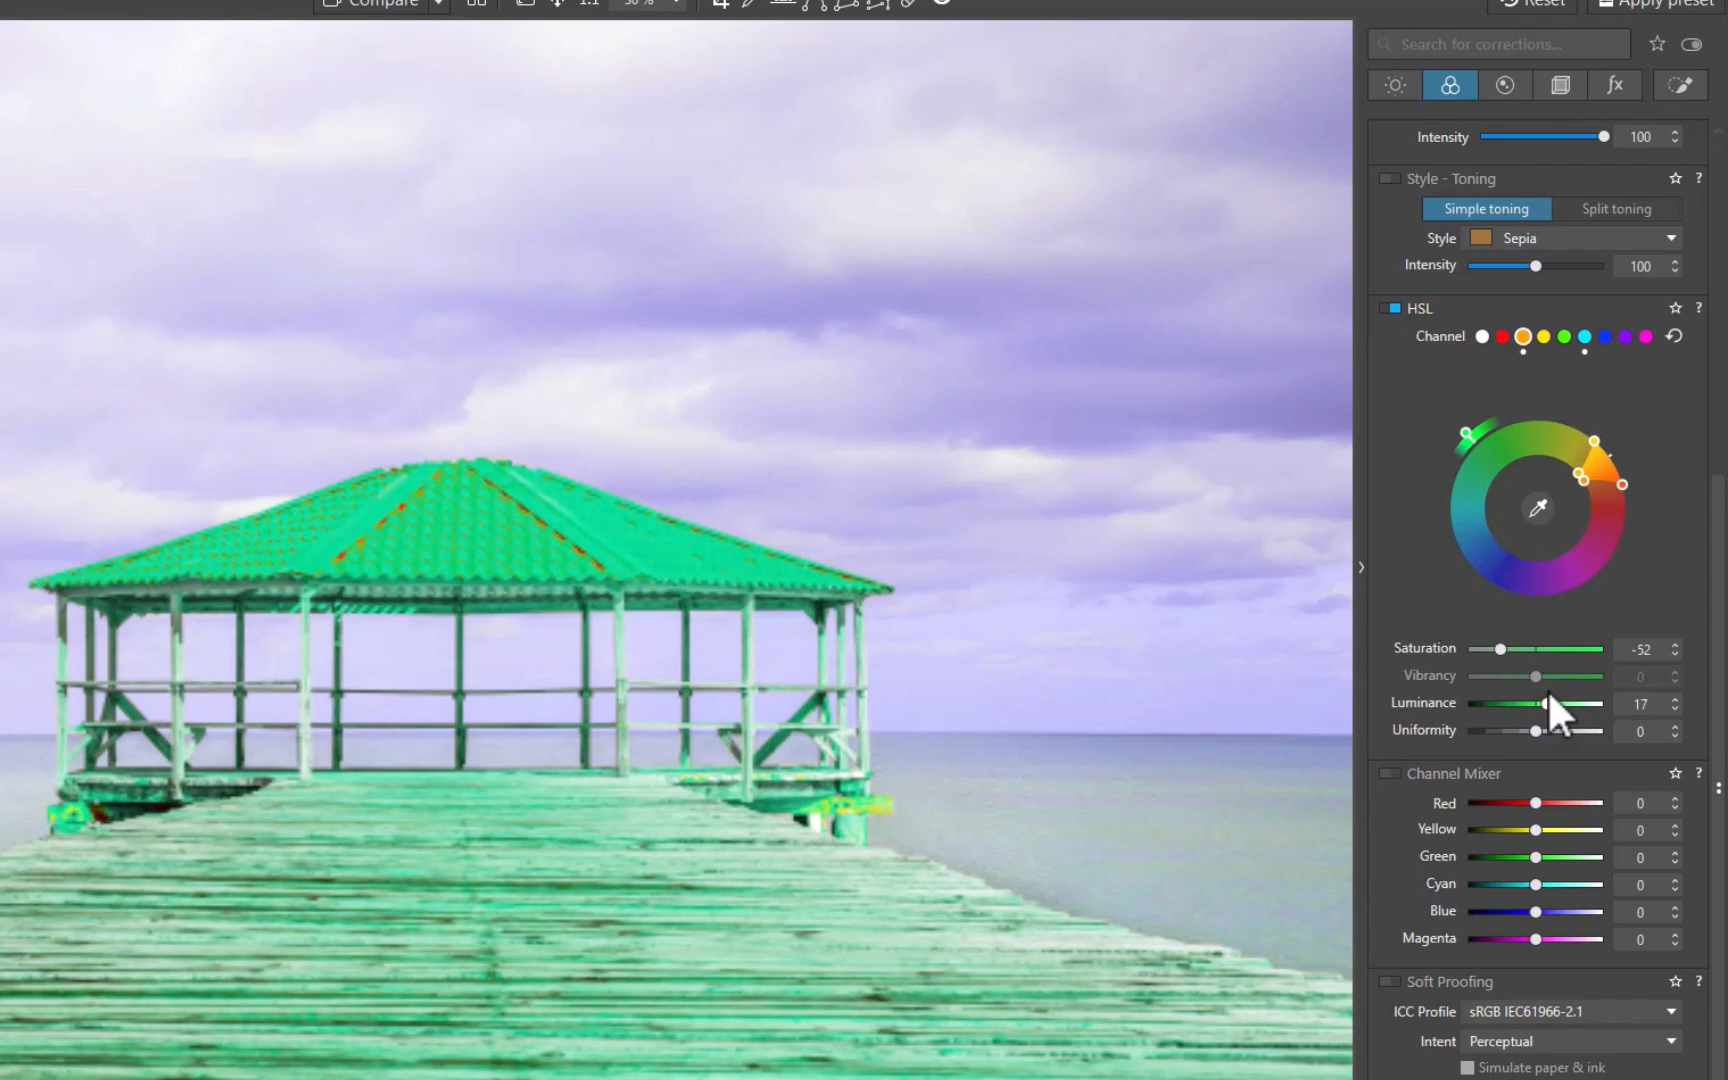 Compare
1:1
50 %
Reset
Apply preset
Search for corrections...
fx
Intensity 100
Style - Toning ?
Simple toning Split toning
Style Sepia
Intensity 100
HSL ?
Channel
Saturation -52
Vibrancy 0
Luminance 17
Uniformity 0
Channel Mixer ?
Red 0
Yellow 0
Green 0
Cyan 0
Blue 0
Magenta 0
Soft Proofing ?
ICC Profile sRGB IEC61966-2.1
Intent Perceptual
Simulate paper & ink